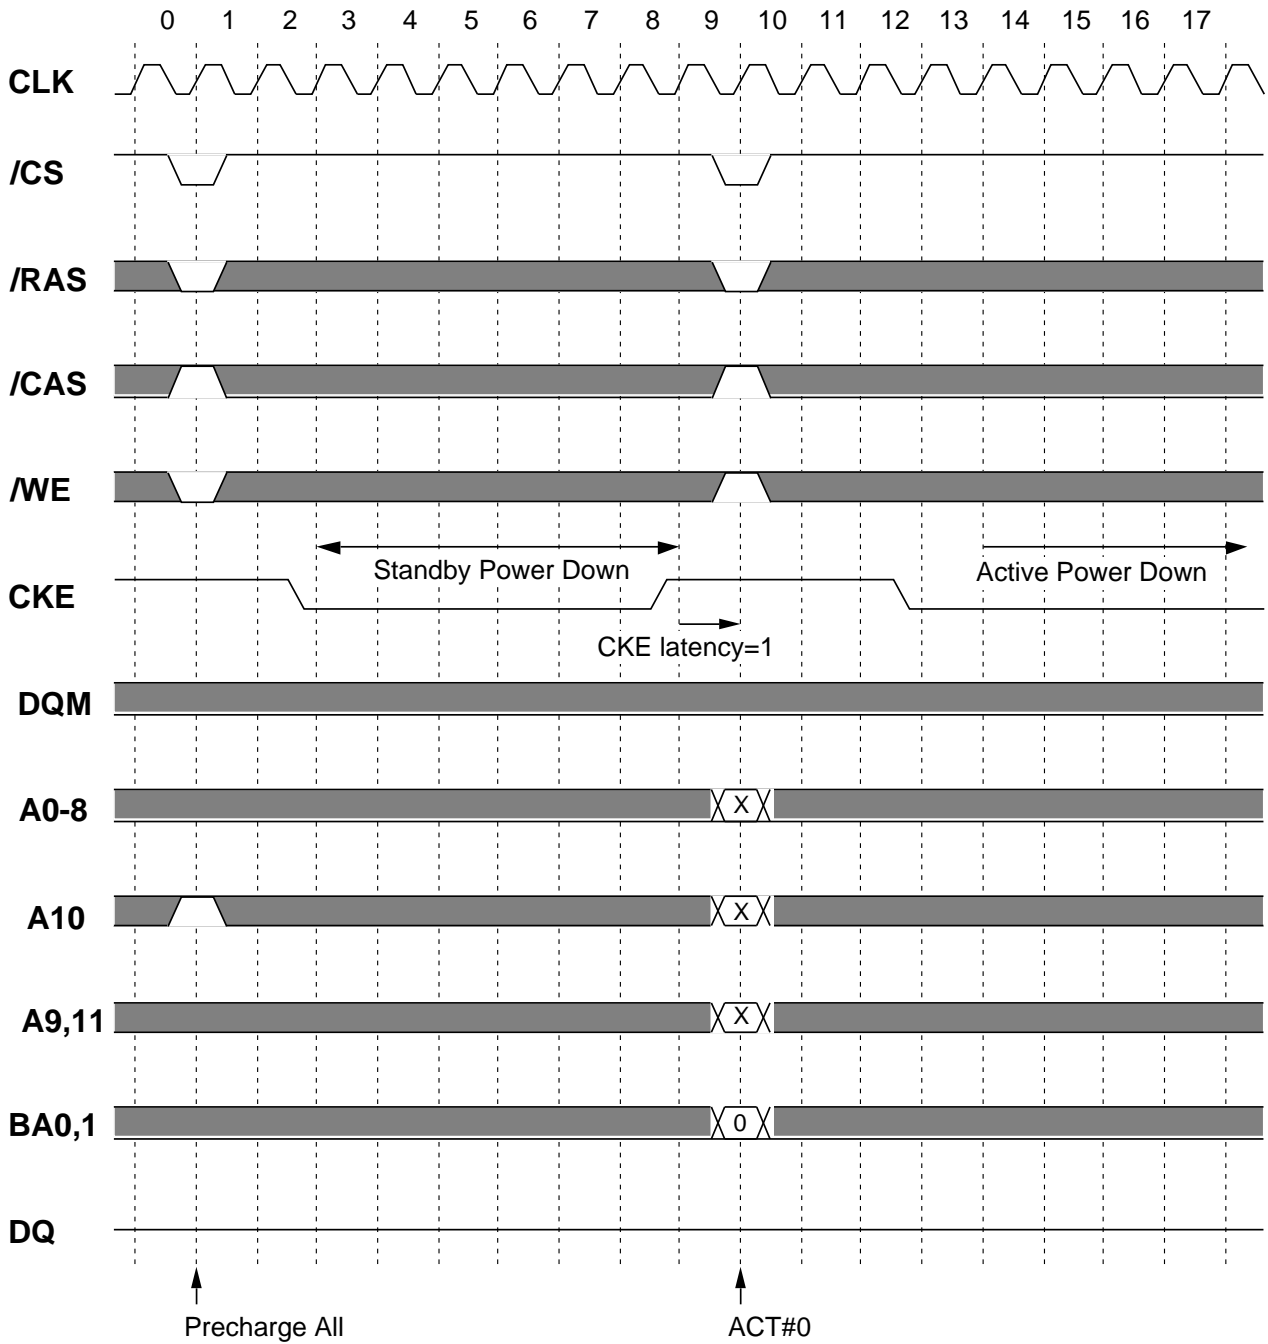 0 1 2 3 4 5 6 7 8 9 10 11 12 13 14 15 16 17
CLK
/CS
/RAS
/CAS
/WE
Standby Power Down
Active Power Down
CKE
CKE latency=1
DQM
A0-8
X
A10
X
A9,11
X
BA0,1
0
DQ
Precharge All
ACT#0